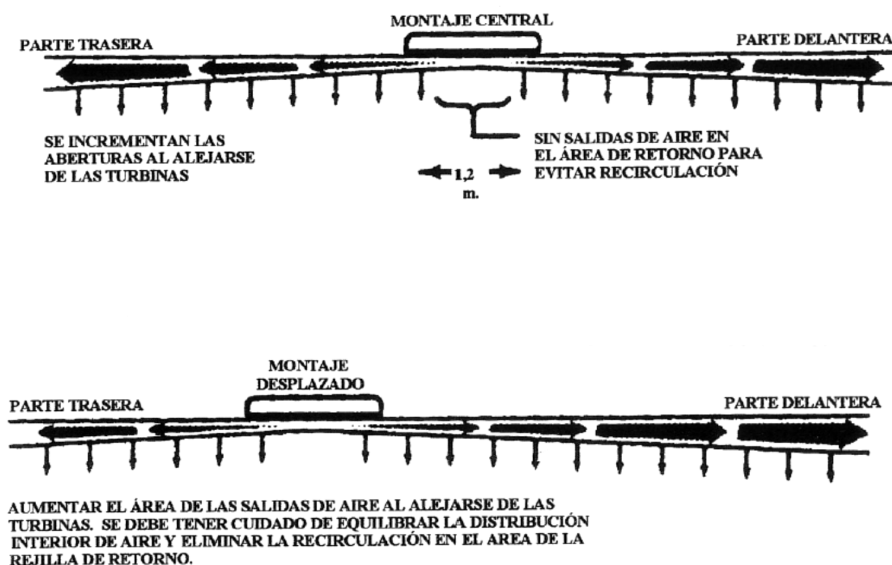 MONTAJE CENTRAL
PARTE TRASERA
PARTE DELANTERA
SE INCREMENTAN LAS
ABERTURAS AL ALEJARSE
DE LAS TURBINAS
SIN SALIDAS DE AIRE EN
EL ÁREA DE RETORNO PARA
EVITAR RECIRCULACIÓN
1,2
m.
MONTAJE
DESPLAZADO
PARTE TRASERA
PARTE DELANTERA
AUMENTAR EL ÁREA DE LAS SALIDAS DE AIRE AL ALEJARSE DE LAS
TURBINAS. SE DEBE TENER CUIDADO DE EQUILIBRAR LA DISTRIBUCIÓN
INTERIOR DE AIRE Y ELIMINAR LA RECIRCULACIÓN EN EL AREA DE LA
REJILLA DE RETORNO.